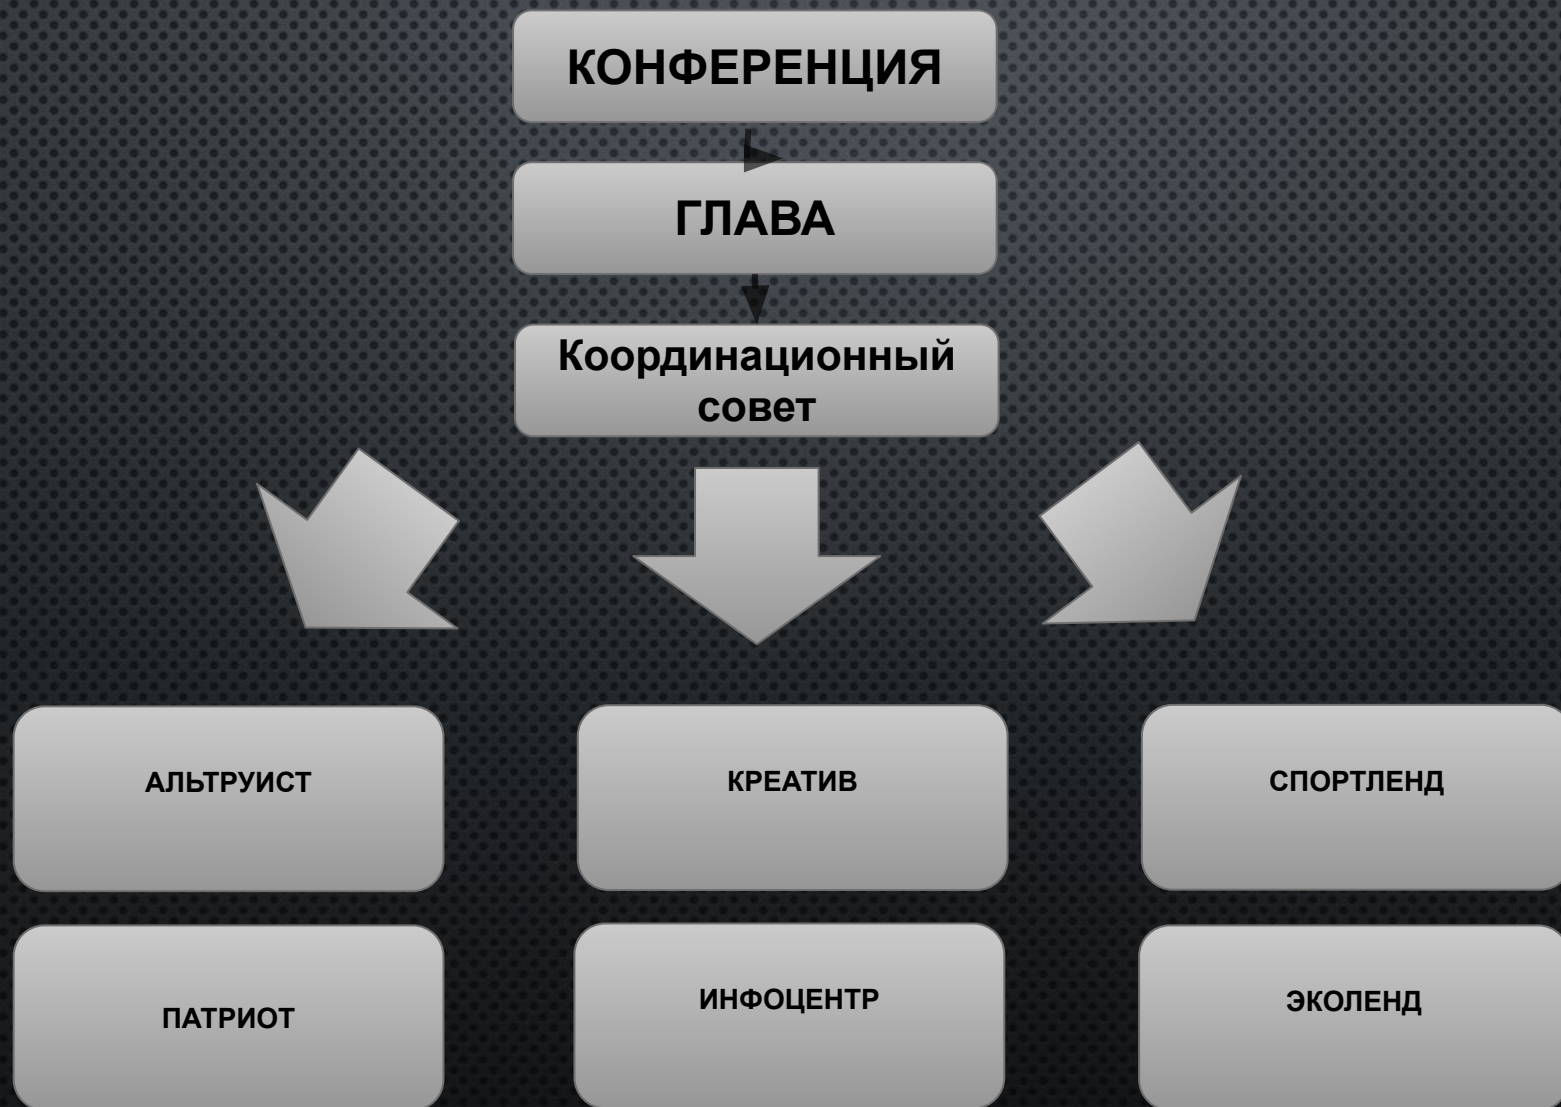 КОНФЕРЕНЦИЯ
ГЛАВА
Координационный
совет
АЛЬТРУИСТ
КРЕАТИВ
СПОРТЛЕНД
ПАТРИОТ
ИНФОЦЕНТР
ЭКОЛЕНД